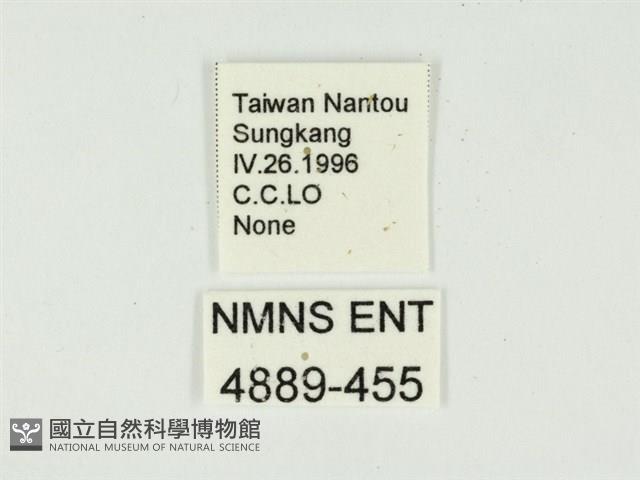 Taiwan Nantou
Sungkang
IV.26.1996
C.C.LO
None
NMNS ENT
4889-455
國立自然科學博物館
NATIONAL MUSEUM OF NATURAL SCIENCE